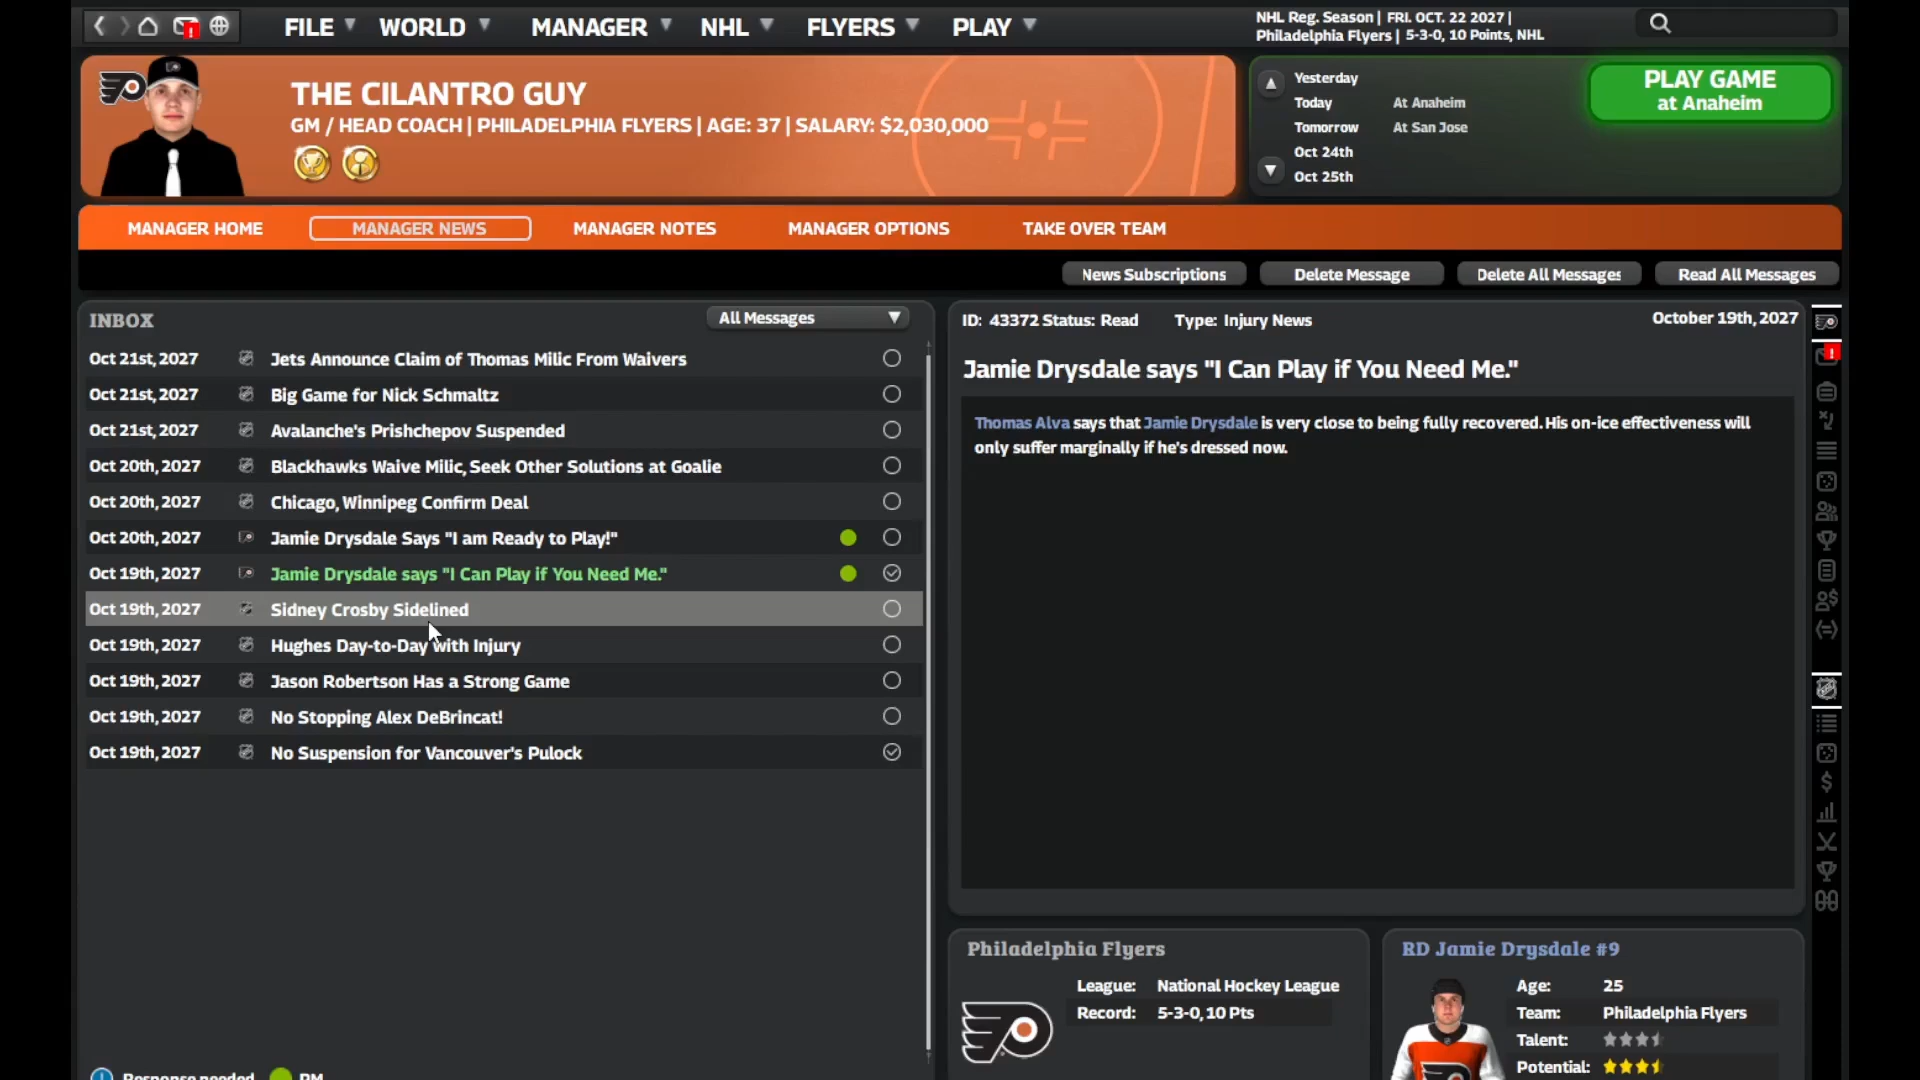 FILE WORLD MANAGER NHL FLYERS PLAY
NHL Reg. Season | FRI. OCT. 22 2027 |
Philadelphia Flyers | 5-3-0, 10 Points, NHL
THE CILANTRO GUY
GM / HEAD COACH | PHILADELPHIA FLYERS | AGE: 37 | SALARY: $2,030,000
Yesterday
Today At Anaheim
Tomorrow At San Jose
Oct 24th
Oct 25th
PLAY GAME
at Anaheim
MANAGER HOME MANAGER NEWS MANAGER NOTES MANAGER OPTIONS TAKE OVER TEAM
News Subscriptions Delete Message Delete All Messages Read All Messages
INBOX All Messages
Oct 21st, 2027 Jets Announce Claim of Thomas Milic From Waivers
Oct 21st, 2027 Big Game for Nick Schmaltz
Oct 21st, 2027 Avalanche's Prishchepov Suspended
Oct 20th, 2027 Blackhawks Waive Milic, Seek Other Solutions at Goalie
Oct 20th, 2027 Chicago, Winnipeg Confirm Deal
Oct 20th, 2027 Jamie Drysdale Says "I am Ready to Play!"
Oct 19th, 2027 Jamie Drysdale says "I Can Play if You Need Me."
Oct 19th, 2027 Sidney Crosby Sidelined
Oct 19th, 2027 Hughes Day-to-Day with Injury
Oct 19th, 2027 Jason Robertson Has a Strong Game
Oct 19th, 2027 No Stopping Alex DeBrincat!
Oct 19th, 2027 No Suspension for Vancouver's Pulock
Response needed PM
ID: 43372 Status: Read Type: Injury News October 19th, 2027
Jamie Drysdale says "I Can Play if You Need Me."
Thomas Alva says that Jamie Drysdale is very close to being fully recovered. His on-ice effectiveness will
only suffer marginally if he's dressed now.
Philadelphia Flyers
League: National Hockey League
Record: 5-3-0, 10 Pts
RD Jamie Drysdale #9
Age: 25
Team: Philadelphia Flyers
Talent:
Potential: